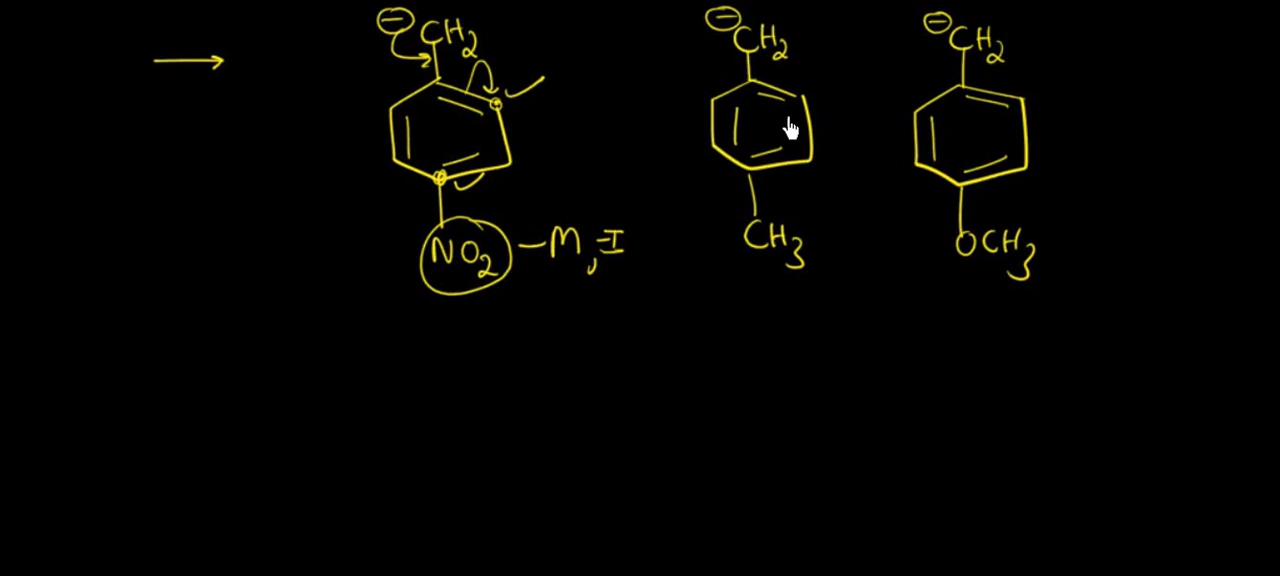 ⊖ CH2 ⊖ CH2 ⊖ CH2
NO2 –M, –I CH3 OCH3